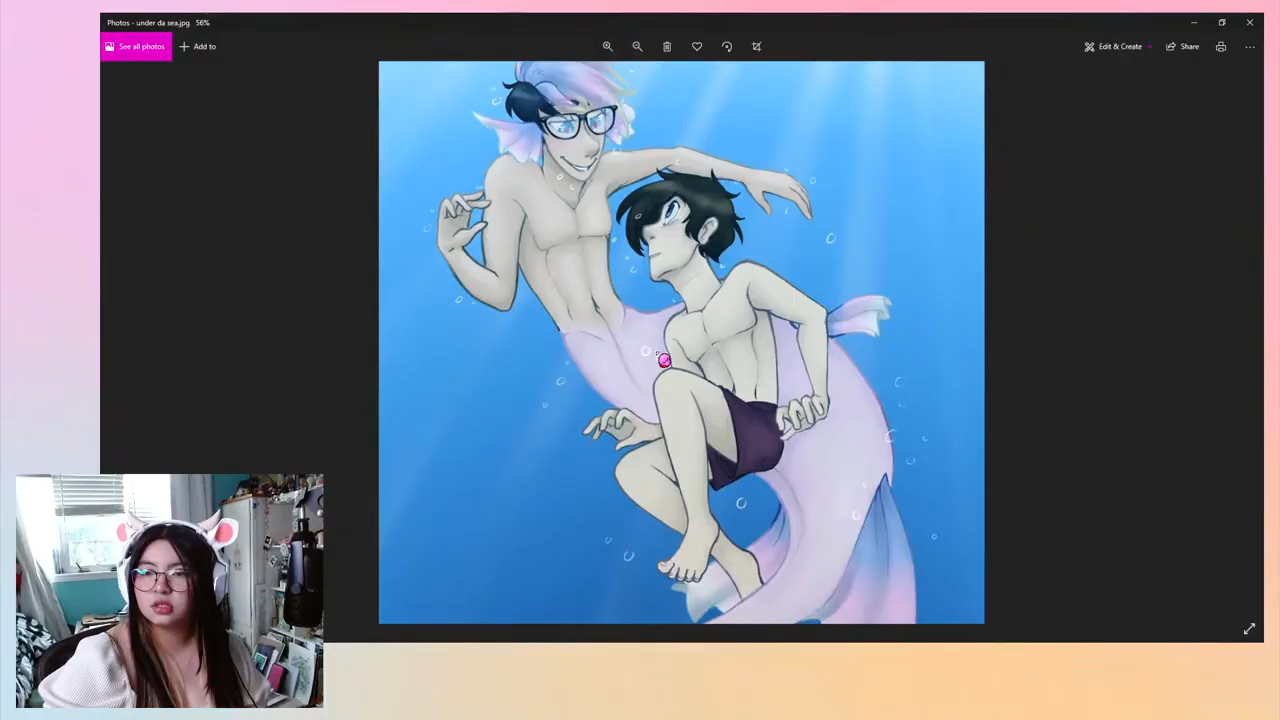 Photos - under da sea.jpg 56%
See all photos
Add to
Edit & Create
Share